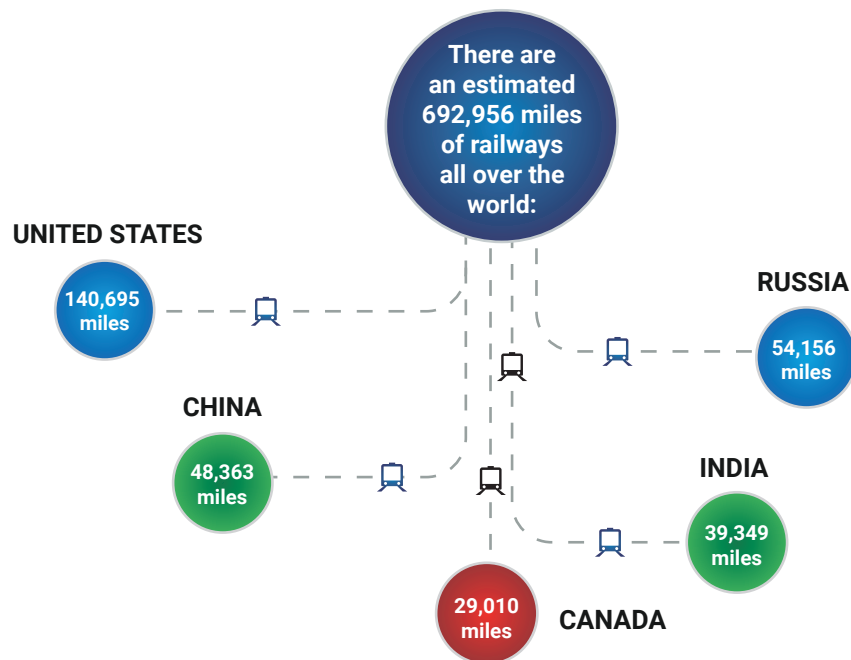 There are
an estimated
692,956 miles
of railways
all over the
world:
UNITED STATES
140,695
miles
RUSSIA
54,156
miles
CHINA
48,363
miles
INDIA
39,349
miles
29,010
miles
CANADA